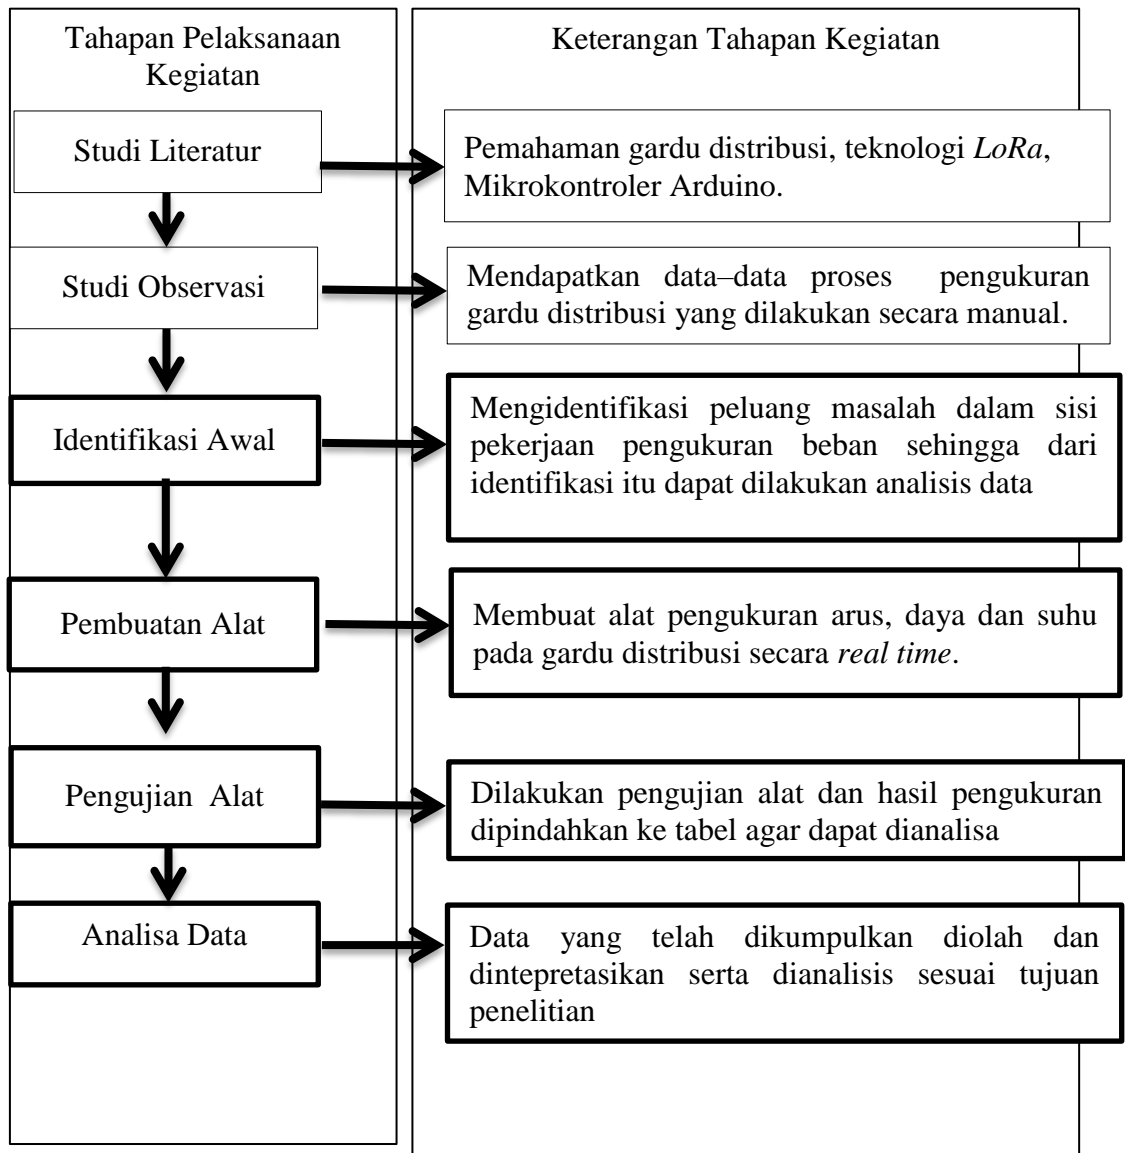 Tahapan Pelaksanaan
Kegiatan
Keterangan Tahapan Kegiatan
Studi Literatur
Pemahaman gardu distribusi, teknologi LoRa,
Mikrokontroler Arduino.
Studi Observasi
Mendapatkan data–data proses pengukuran
gardu distribusi yang dilakukan secara manual.
Identifikasi Awal
Mengidentifikasi peluang masalah dalam sisi
pekerjaan pengukuran beban sehingga dari
identifikasi itu dapat dilakukan analisis data
Pembuatan Alat
Membuat alat pengukuran arus, daya dan suhu
pada gardu distribusi secara real time.
Pengujian Alat
Dilakukan pengujian alat dan hasil pengukuran
dipindahkan ke tabel agar dapat dianalisa
Analisa Data
Data yang telah dikumpulkan diolah dan
dintepretasikan serta dianalisis sesuai tujuan
penelitian